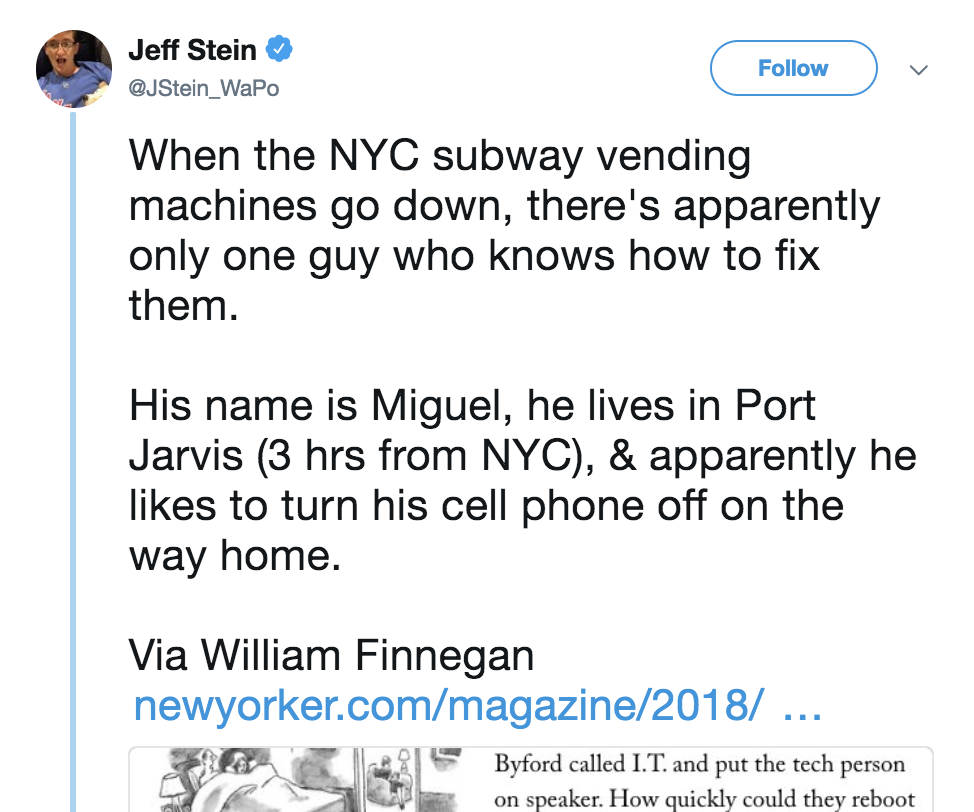 Jeff Stein
@JStein_WaPo
Follow
When the NYC subway vending
machines go down, there's apparently
only one guy who knows how to fix
them.
His name is Miguel, he lives in Port
Jarvis (3 hrs from NYC), & apparently he
likes to turn his cell phone off on the
way home.
Via William Finnegan
newyorker.com/magazine/2018/ …
Byford called I.T. and put the tech person
on speaker. How quickly could they reboot